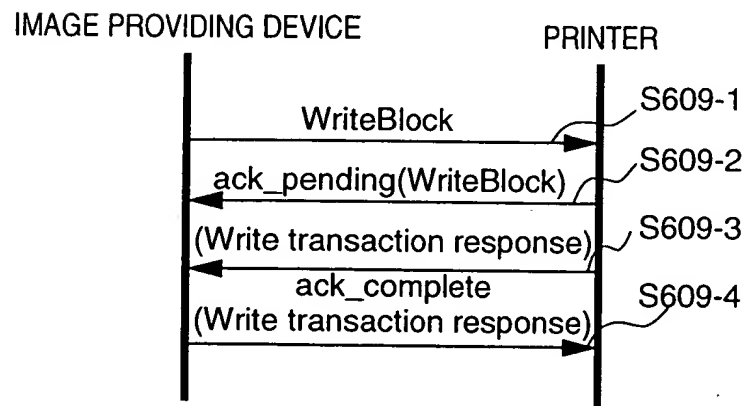 IMAGE PROVIDING DEVICE
PRINTER
WriteBlock
S609-1
ack_pending(WriteBlock)
S609-2
(Write transaction response)
S609-3
ack_complete
(Write transaction response)
S609-4